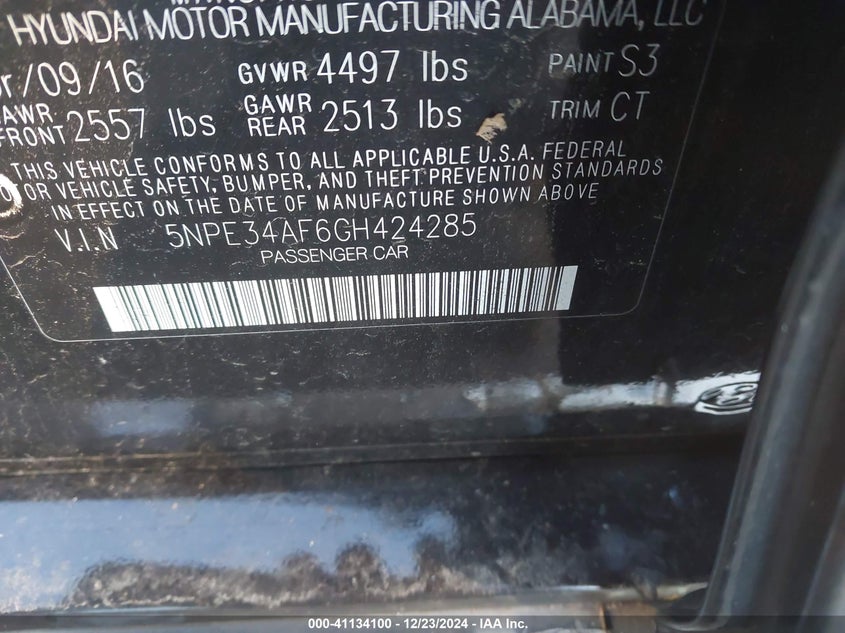 HYUNDAI MOTOR MANUFACTURING ALABAMA, LLC
/09/16 GVWR 4497 lbs PAINT S3
FRONT 2557 lbs GAWR REAR 2513 lbs TRIM CT
THIS VEHICLE CONFORMS TO ALL APPLICABLE U.S.A. FEDERAL
VEHICLE SAFETY, BUMPER, AND THEFT PREVENTION STANDARDS
IN EFFECT ON THE DATE OF MANUFACTURE SHOWN ABOVE
V.I.N 5NPE34AF6GH424285
PASSENGER CAR
000-41134100 - 12/23/2024 - IAA Inc.